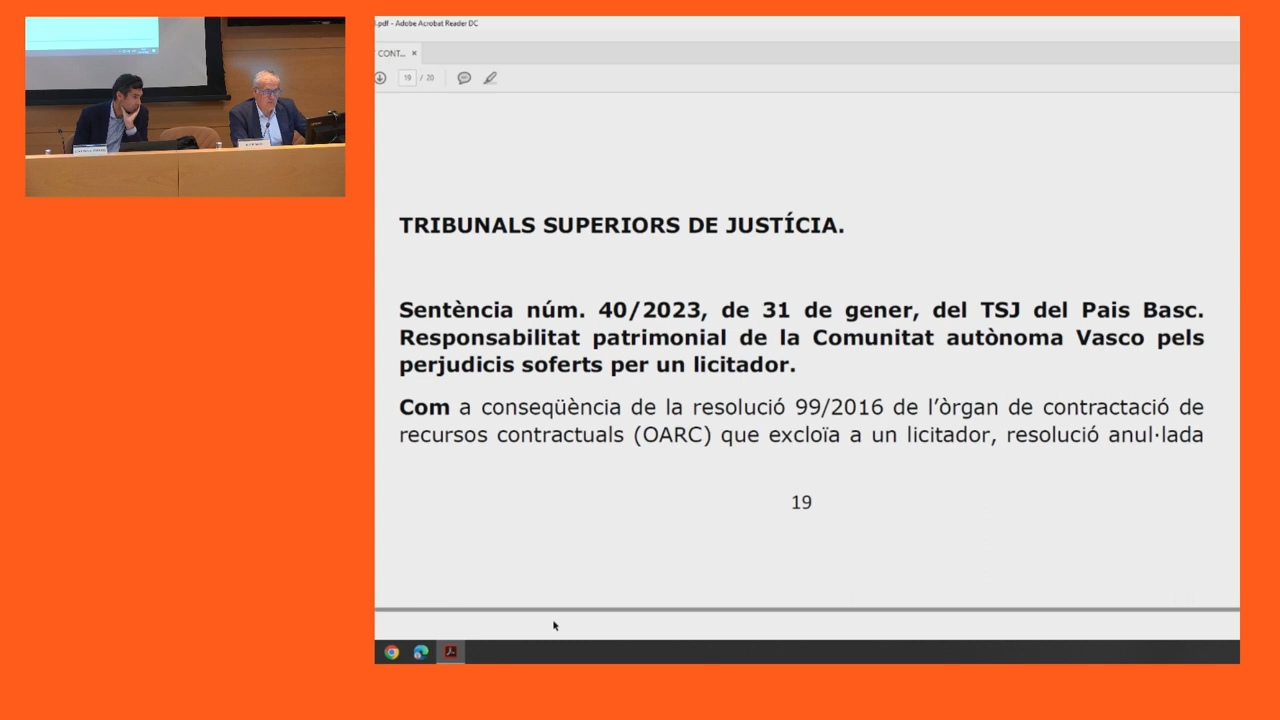 .pdf - Adobe Acrobat Reader DC
CONT... ×
19 / 20
TRIBUNALS SUPERIORS DE JUSTÍCIA.
Sentència núm. 40/2023, de 31 de gener, del TSJ del Pais Basc.
Responsabilitat patrimonial de la Comunitat autònoma Vasco pels
perjudicis soferts per un licitador.
Com a conseqüència de la resolució 99/2016 de l’òrgan de contractació de
recursos contractuals (OARC) que excloïa a un licitador, resolució anul·lada
19